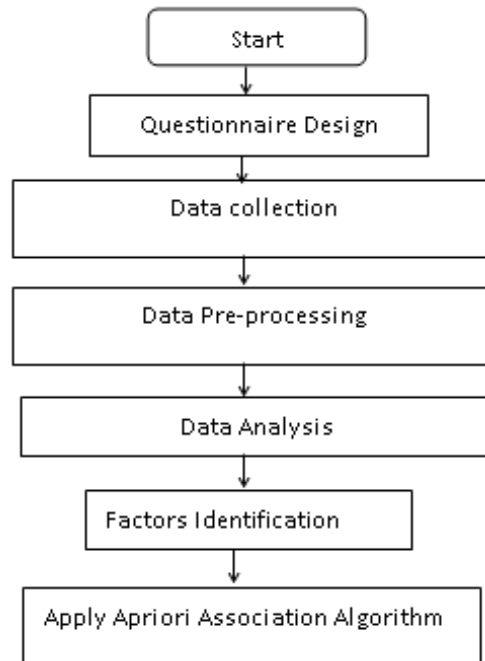 Start
Questionnaire Design
Data collection
Data Pre-processing
Data Analysis
Factors Identification
Apply Apriori Association Algorithm